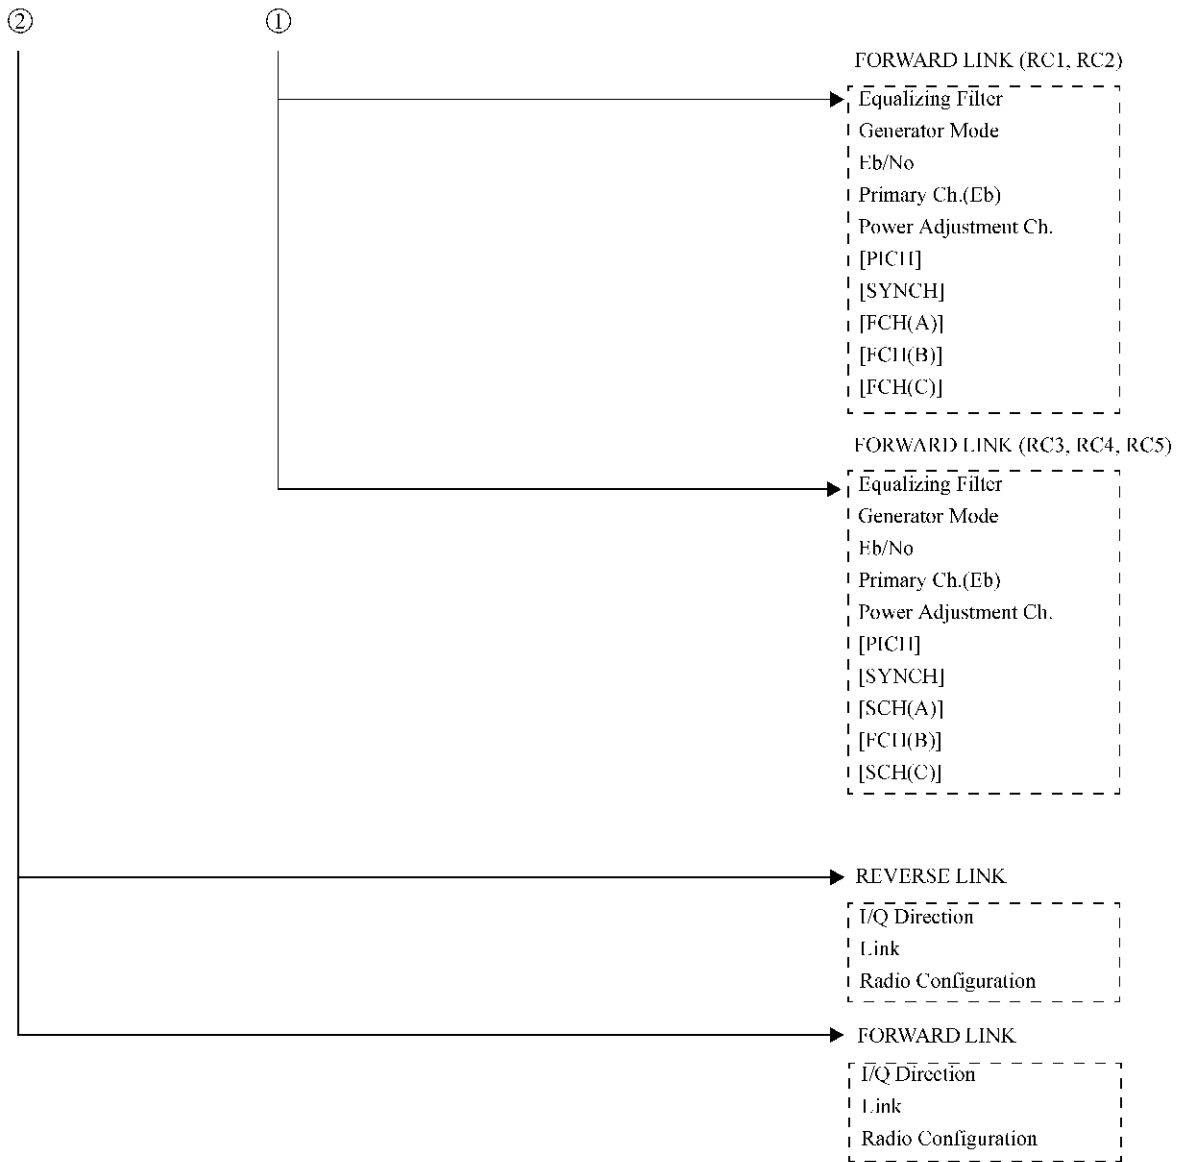 ② ①
FORWARD LINK (RC1, RC2)
Equalizing Filter
Generator Mode
Eb/No
Primary Ch.(Eb)
Power Adjustment Ch.
[PICH]
[SYNCH]
[FCH(A)]
[FCH(B)]
[FCH(C)]
FORWARD LINK (RC3, RC4, RC5)
Equalizing Filter
Generator Mode
Eb/No
Primary Ch.(Eb)
Power Adjustment Ch.
[PICH]
[SYNCH]
[SCH(A)]
[FCH(B)]
[SCH(C)]
REVERSE LINK
I/Q Direction
Link
Radio Configuration
FORWARD LINK
I/Q Direction
Link
Radio Configuration